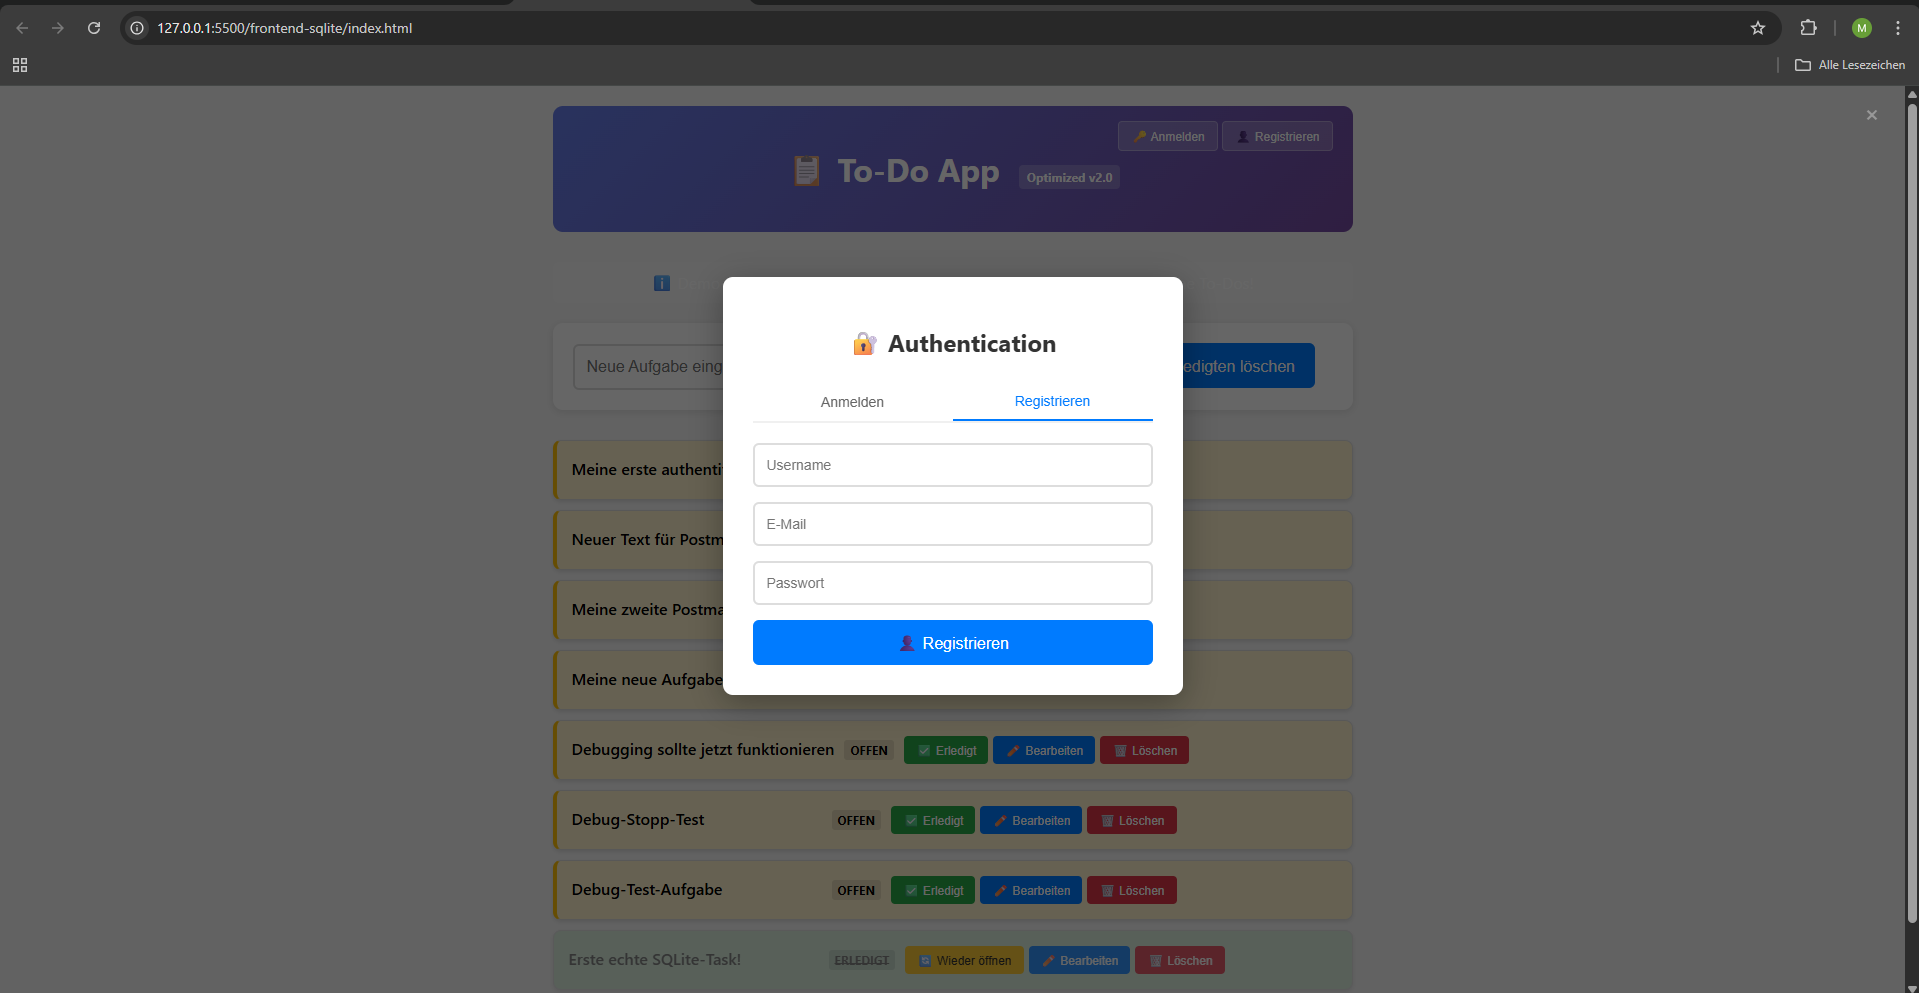 127.0.0.1:5500/frontend-sqlite/index.html
M
Alle Lesezeichen
Anmelden
Registrieren
To-Do App
Optimized v2.0
Authentication
Anmelden
Registrieren
Username
E-Mail
Passwort
Registrieren
Neue Aufgabe eing
edigten löschen
Meine erste authenti
Neuer Text für Postm
Meine zweite Postma
Meine neue Aufgabe
Debugging sollte jetzt funktionieren OFFEN Erledigt Bearbeiten Löschen
Debug-Stopp-Test OFFEN Erledigt Bearbeiten Löschen
Debug-Test-Aufgabe OFFEN Erledigt Bearbeiten Löschen
Erste echte SQLite-Task! ERLEDIGT Wieder öffnen Bearbeiten Löschen